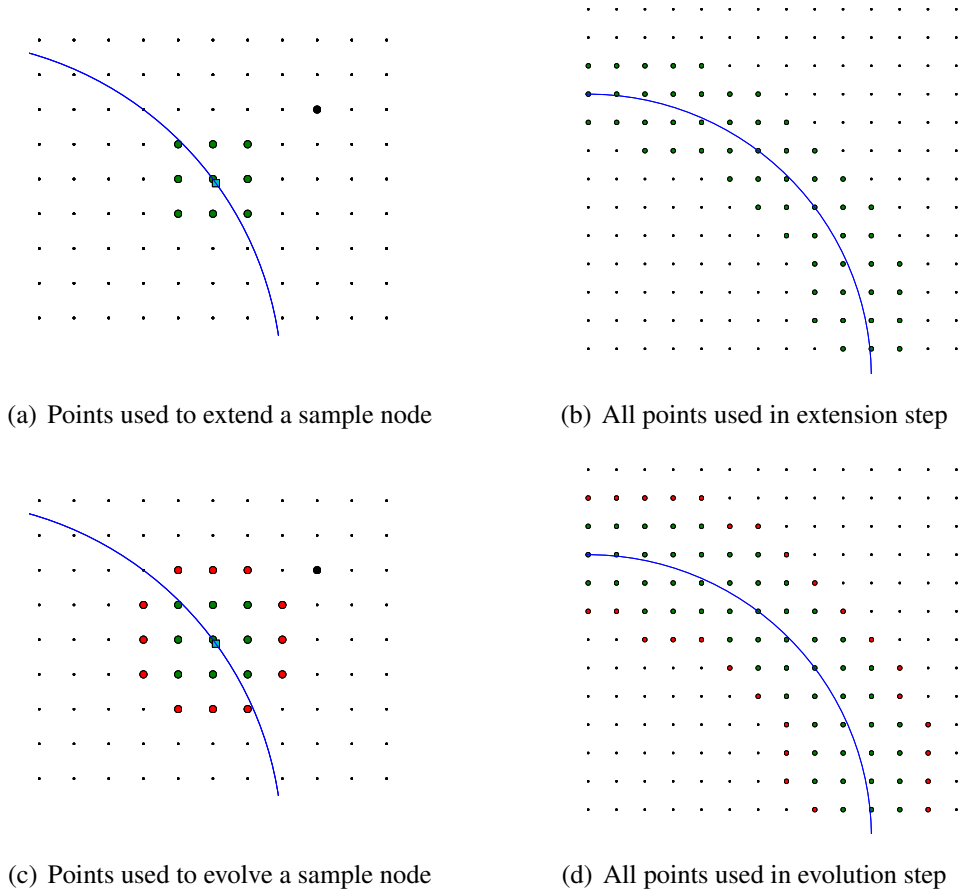 (a) Points used to extend a sample node
(b) All points used in extension step
(c) Points used to evolve a sample node
(d) All points used in evolution step